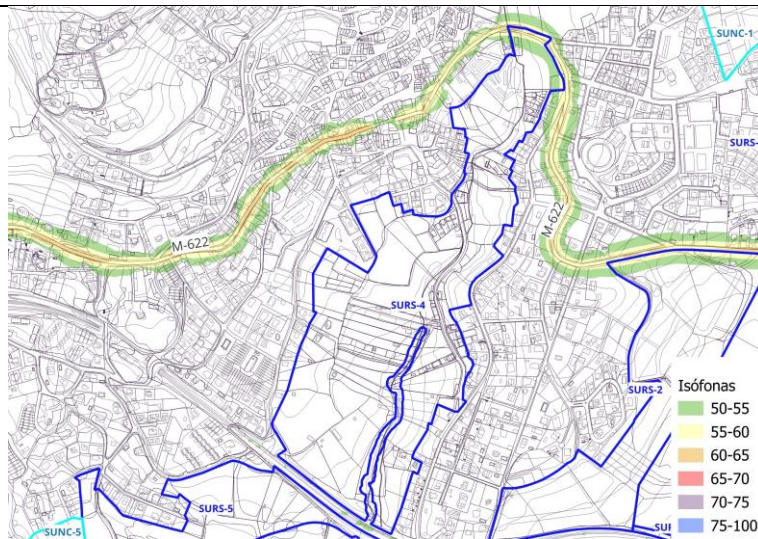 SUNC-1
SURS-
M-622
M-622
SURS-4
SURS-2
Isófonas
50-55
55-60
60-65
65-70
70-75
75-100
SURS-5
SUNC-5
SUI